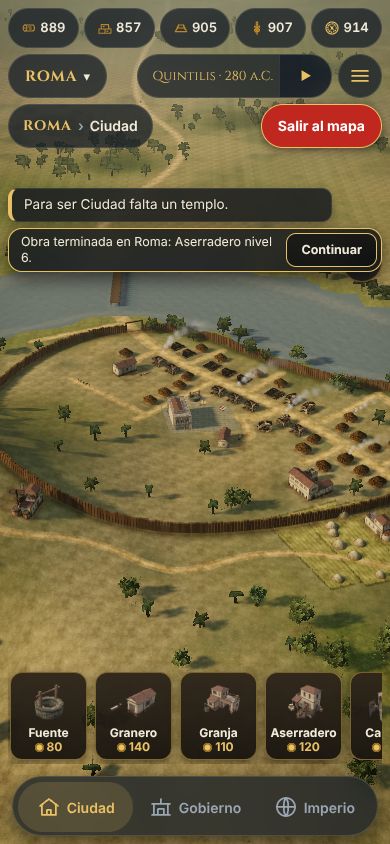 889 857 905 907 914
ROMA ▾ QUINTILIS · 280 A.C.
ROMA › Ciudad Salir al mapa
Para ser Ciudad falta un templo.
Obra terminada en Roma: Aserradero nivel
6.
Continuar
Fuente Granero Granja Aserradero Ca
80 140 110 120
Ciudad Gobierno Imperio